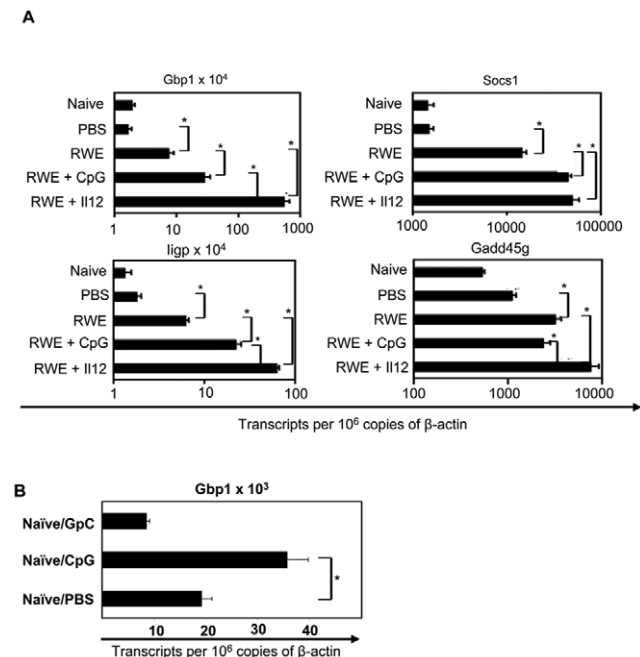 A
Gbp1 x 10⁴
Naive
PBS
RWE
RWE + CpG
RWE + Il12
* * * *
1 10 100 1000
Socs1
Naive
PBS
RWE
RWE + CpG
RWE + Il12
* * *
1000 10000 100000
Iigp x 10⁴
Naive
PBS
RWE
RWE + CpG
RWE + Il12
* * * *
1 10 100
Gadd45g
Naive
PBS
RWE
RWE + CpG
RWE + Il12
* * *
100 1000 10000
Transcripts per 10⁶ copies of β-actin
B
Gbp1 x 10³
Naïve/GpC
Naïve/CpG
Naïve/PBS
*
10 20 30 40
Transcripts per 10⁶ copies of β-actin